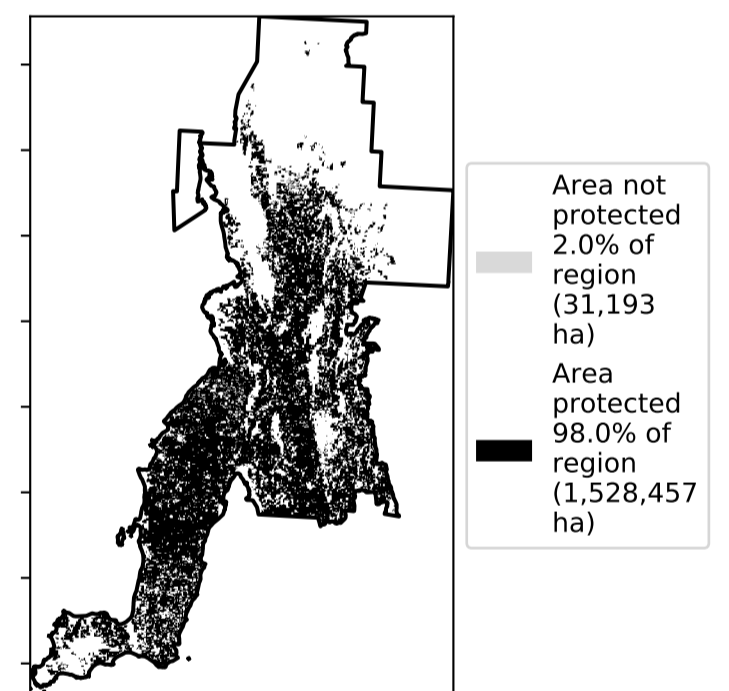 Area not
protected
2.0% of
region
(31,193
ha)
Area
protected
98.0% of
region
(1,528,457
ha)